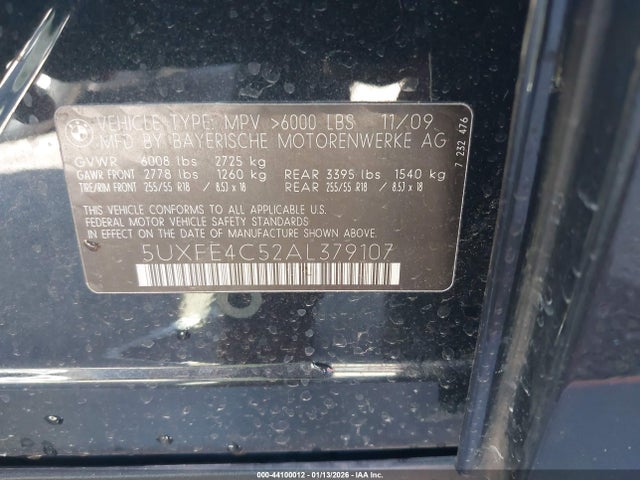 BMW
VEHICLE TYPE: MPV >6000 LBS 11/09
MFD BY BAYERISCHE MOTORENWERKE AG
GVWR 6008 lbs 2725 kg
GAWR FRONT 2778 lbs 1260 kg REAR 3395 lbs 1540 kg
TIRE/RIM FRONT 255/55 R18 / 8.5J x 18 REAR 255/55 R18 / 8.5J x 18
THIS VEHICLE CONFORMS TO ALL APPLICABLE
FEDERAL MOTOR VEHICLE SAFETY STANDARDS
IN EFFECT ON THE DATE OF MANUFACTURE SHOWN ABOVE
5UXFE4C52AL379107
7 232 476
000-44100012 - 01/13/2026 - IAA Inc.